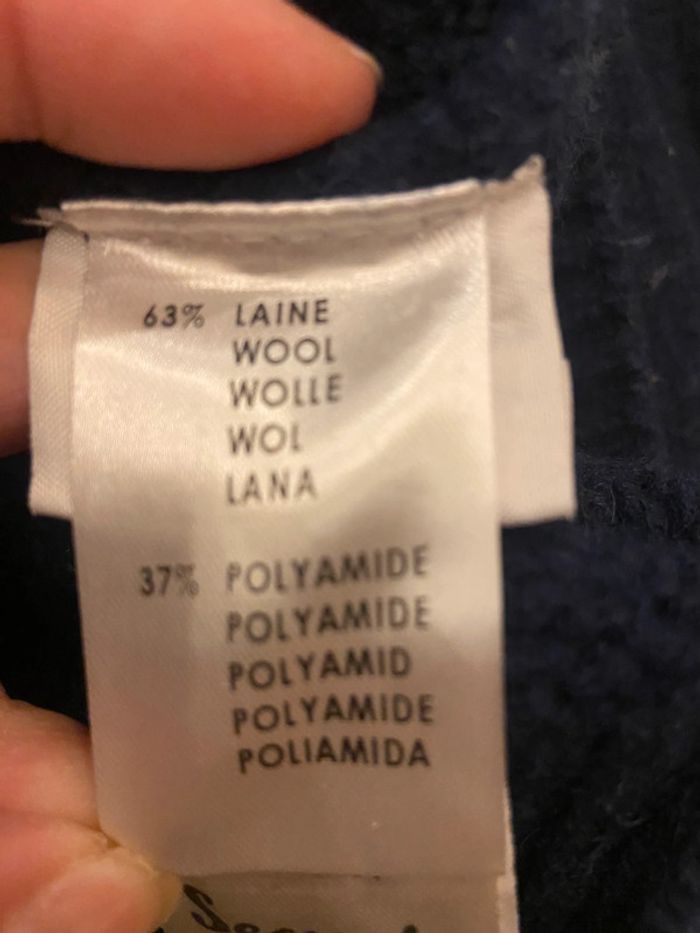 63% LAINE
WOOL
WOLLE
WOL
LANA
37% POLYAMIDE
POLYAMIDE
POLYAMID
POLYAMIDE
POLIAMIDA